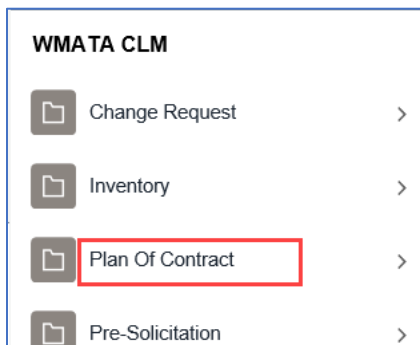 WMATA CLM
Change Request
Inventory
Plan Of Contract
Pre-Solicitation